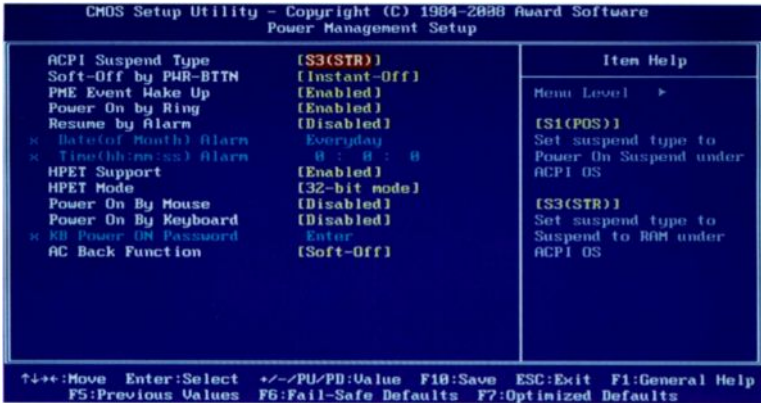 CMOS Setup Utility - Copyright (C) 1984-2008 Award Software
Power Management Setup
ACPI Suspend Type [S3(STR)]
Soft-Off by PWR-BTTN [Instant-Off]
PME Event Wake Up [Enabled]
Power On by Ring [Enabled]
Resume by Alarm [Disabled]
x Date(of Month) Alarm Everyday
x Time(hh:mm:ss) Alarm 0 : 0 : 0
HPET Support [Enabled]
HPET Mode [32-bit mode]
Power On By Mouse [Disabled]
Power On By Keyboard [Disabled]
x KB Power ON Password Enter
AC Back Function [Soft-Off]
Item Help
Menu Level ►
[S1(POS)]
Set suspend type to
Power On Suspend under
ACPI OS
[S3(STR)]
Set suspend type to
Suspend to RAM under
ACPI OS
↑↓→←:Move Enter:Select +/-/PU/PD:Value F10:Save ESC:Exit F1:General Help
F5:Previous Values F6:Fail-Safe Defaults F7:Optimized Defaults